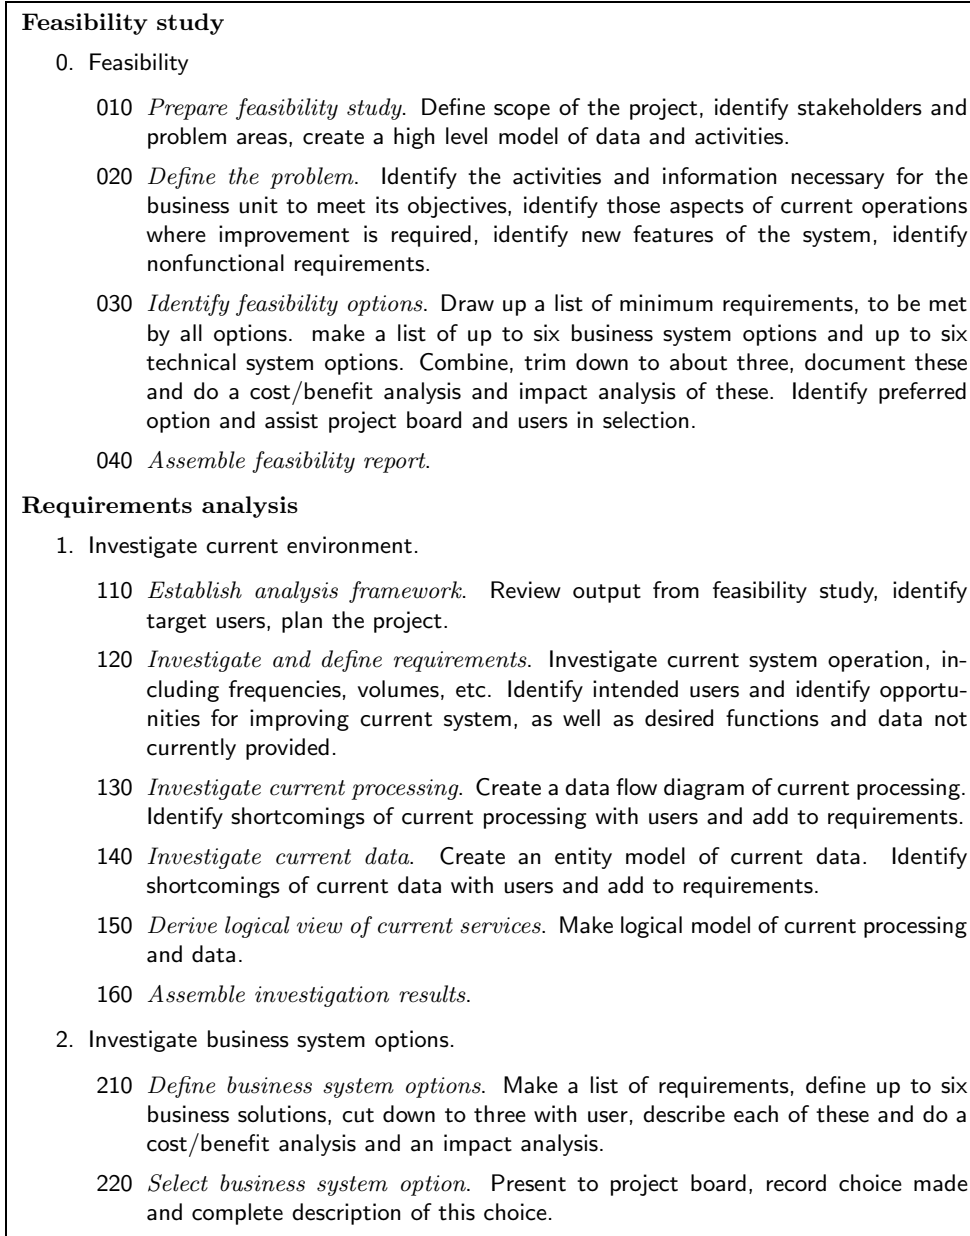 Feasibility study
0. Feasibility
010 Prepare feasibility study. Define scope of the project, identify stakeholders and
problem areas, create a high level model of data and activities.
020 Define the problem. Identify the activities and information necessary for the
business unit to meet its objectives, identify those aspects of current operations
where improvement is required, identify new features of the system, identify
nonfunctional requirements.
030 Identify feasibility options. Draw up a list of minimum requirements, to be met
by all options. make a list of up to six business system options and up to six
technical system options. Combine, trim down to about three, document these
and do a cost/benefit analysis and impact analysis of these. Identify preferred
option and assist project board and users in selection.
040 Assemble feasibility report.
Requirements analysis
1. Investigate current environment.
110 Establish analysis framework. Review output from feasibility study, identify
target users, plan the project.
120 Investigate and define requirements. Investigate current system operation, in-
cluding frequencies, volumes, etc. Identify intended users and identify opportu-
nities for improving current system, as well as desired functions and data not
currently provided.
130 Investigate current processing. Create a data flow diagram of current processing.
Identify shortcomings of current processing with users and add to requirements.
140 Investigate current data. Create an entity model of current data. Identify
shortcomings of current data with users and add to requirements.
150 Derive logical view of current services. Make logical model of current processing
and data.
160 Assemble investigation results.
2. Investigate business system options.
210 Define business system options. Make a list of requirements, define up to six
business solutions, cut down to three with user, describe each of these and do a
cost/benefit analysis and an impact analysis.
220 Select business system option. Present to project board, record choice made
and complete description of this choice.